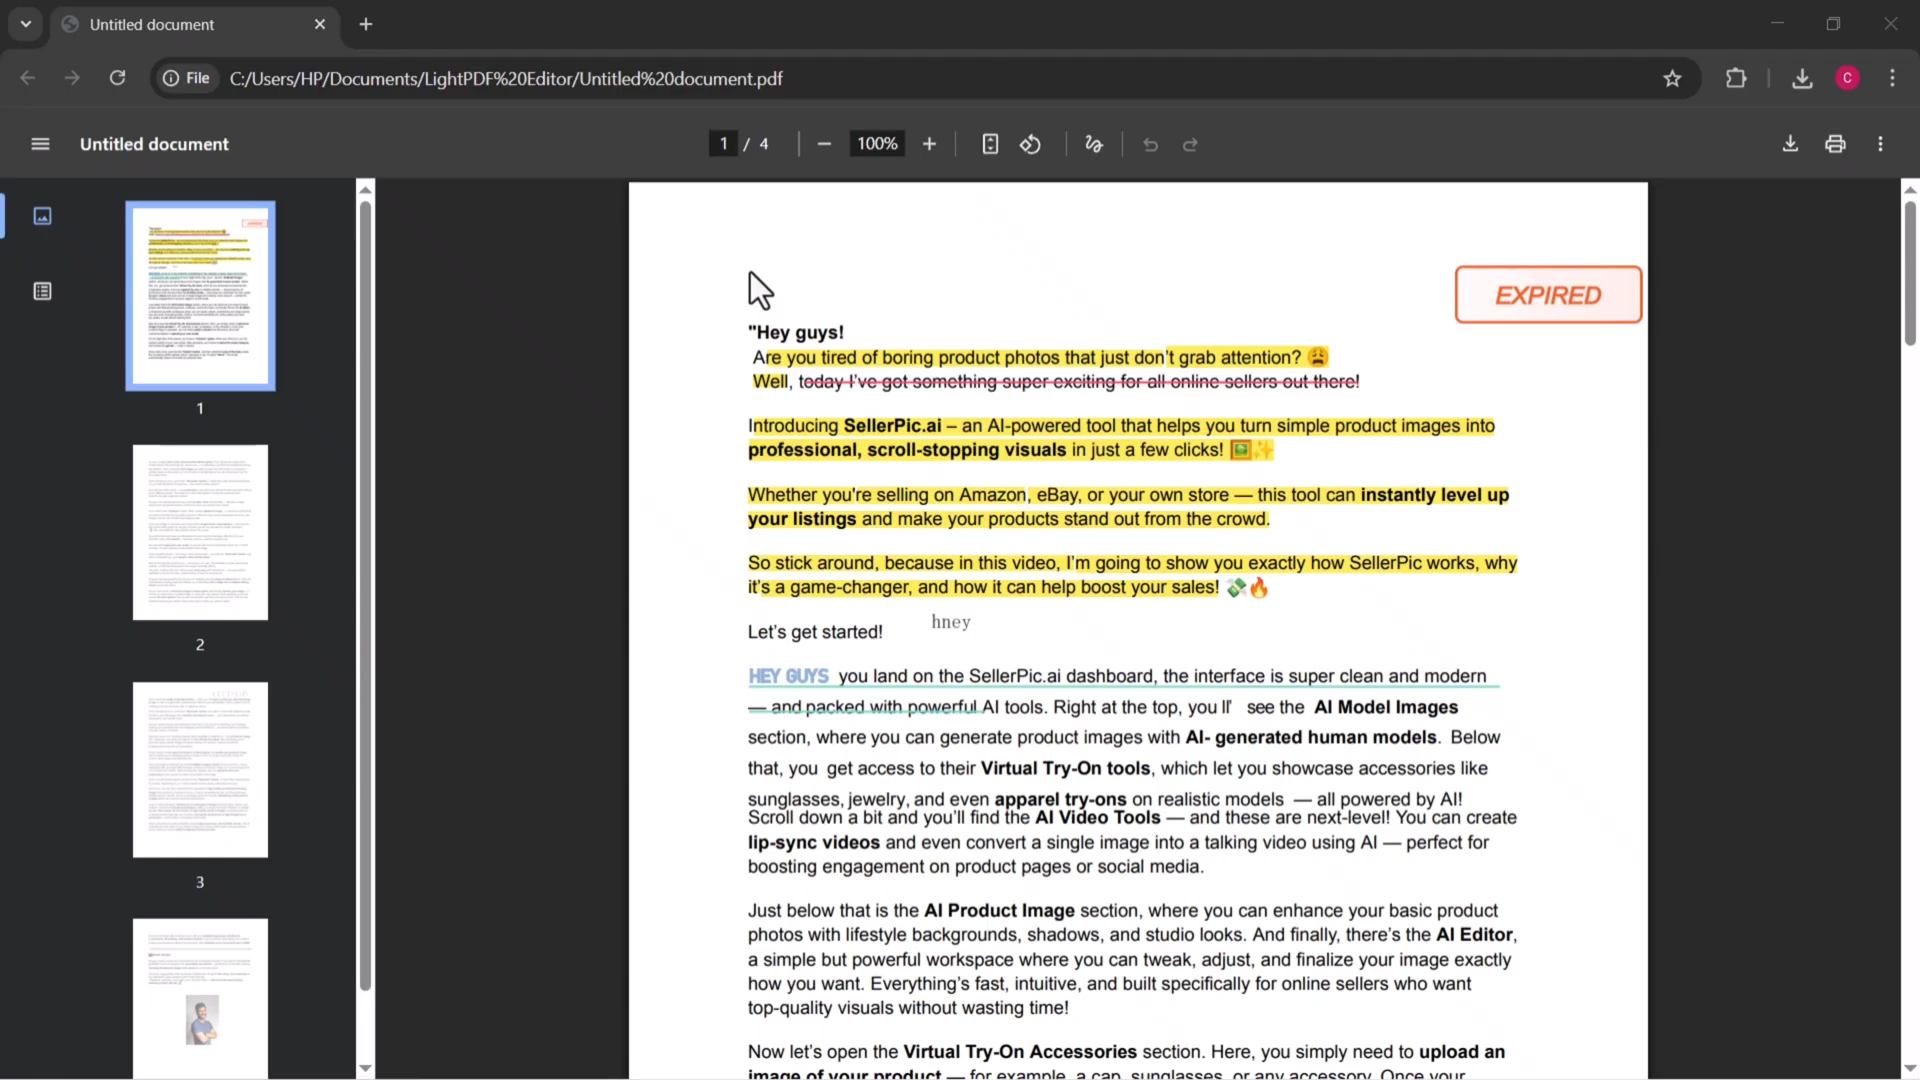 Untitled document
File C:/Users/HP/Documents/LightPDF%20Editor/Untitled%20document.pdf
C
Untitled document
1 / 4
100%
1
2
3
EXPIRED
"Hey guys!
Are you tired of boring product photos that just don't grab attention? 😩
Well, today I've got something super exciting for all online sellers out there!
Introducing SellerPic.ai – an AI-powered tool that helps you turn simple product images into
professional, scroll-stopping visuals in just a few clicks! 🖼️✨
Whether you're selling on Amazon, eBay, or your own store — this tool can instantly level up
your listings and make your products stand out from the crowd.
So stick around, because in this video, I'm going to show you exactly how SellerPic works, why
it's a game-changer, and how it can help boost your sales! 💸🔥
hney
Let's get started!
HEY GUYS you land on the SellerPic.ai dashboard, the interface is super clean and modern
— and packed with powerful AI tools. Right at the top, you ll' see the AI Model Images
section, where you can generate product images with AI- generated human models. Below
that, you get access to their Virtual Try-On tools, which let you showcase accessories like
sunglasses, jewelry, and even apparel try-ons on realistic models — all powered by AI!
Scroll down a bit and you'll find the AI Video Tools — and these are next-level! You can create
lip-sync videos and even convert a single image into a talking video using AI — perfect for
boosting engagement on product pages or social media.
Just below that is the AI Product Image section, where you can enhance your basic product
photos with lifestyle backgrounds, shadows, and studio looks. And finally, there's the AI Editor,
a simple but powerful workspace where you can tweak, adjust, and finalize your image exactly
how you want. Everything's fast, intuitive, and built specifically for online sellers who want
top-quality visuals without wasting time!
Now let's open the Virtual Try-On Accessories section. Here, you simply need to upload an
image of your product — for example, a cap, sunglasses, or any accessory. Once your